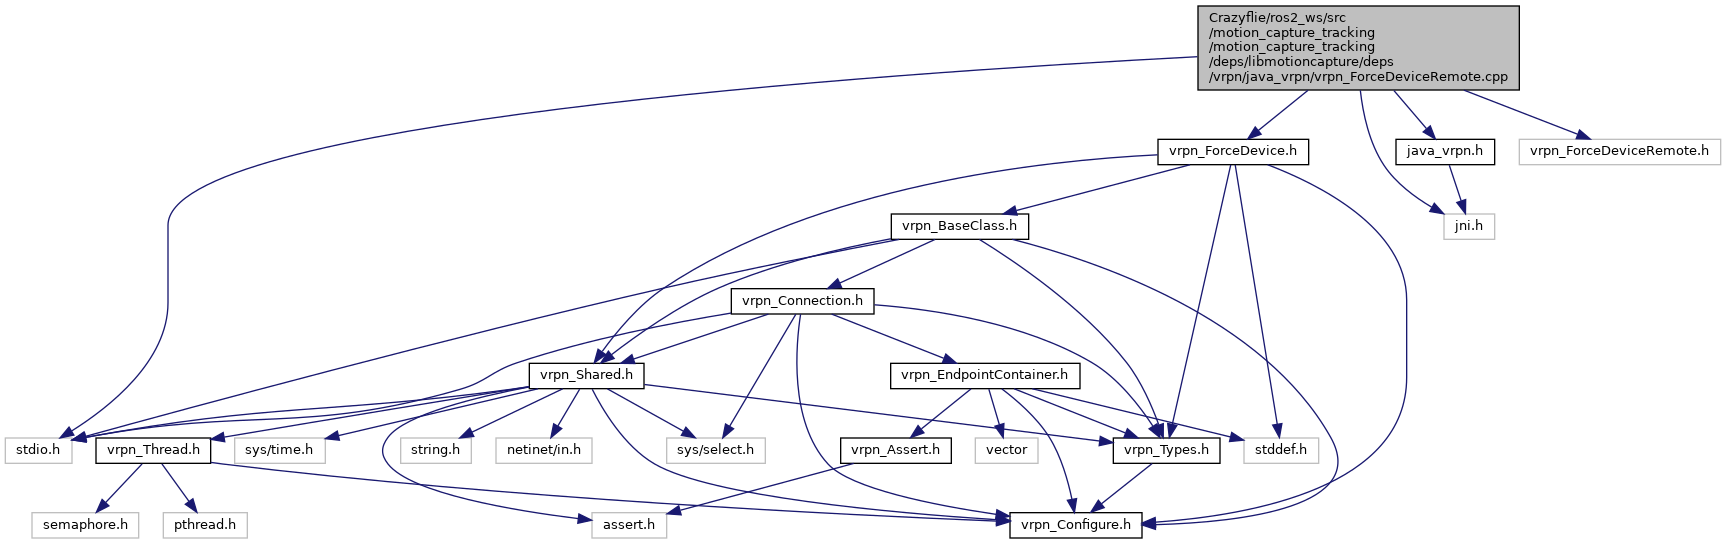 Crazyflie/ros2_ws/src
/motion_capture_tracking
/motion_capture_tracking
/deps/libmotioncapture/deps
/vrpn/java_vrpn/vrpn_ForceDeviceRemote.cpp
vrpn_ForceDevice.h
java_vrpn.h
vrpn_ForceDeviceRemote.h
vrpn_BaseClass.h
jni.h
vrpn_Connection.h
vrpn_Shared.h
vrpn_EndpointContainer.h
stdio.h
vrpn_Thread.h
sys/time.h
string.h
netinet/in.h
sys/select.h
vrpn_Assert.h
vector
vrpn_Types.h
stddef.h
semaphore.h
pthread.h
assert.h
vrpn_Configure.h